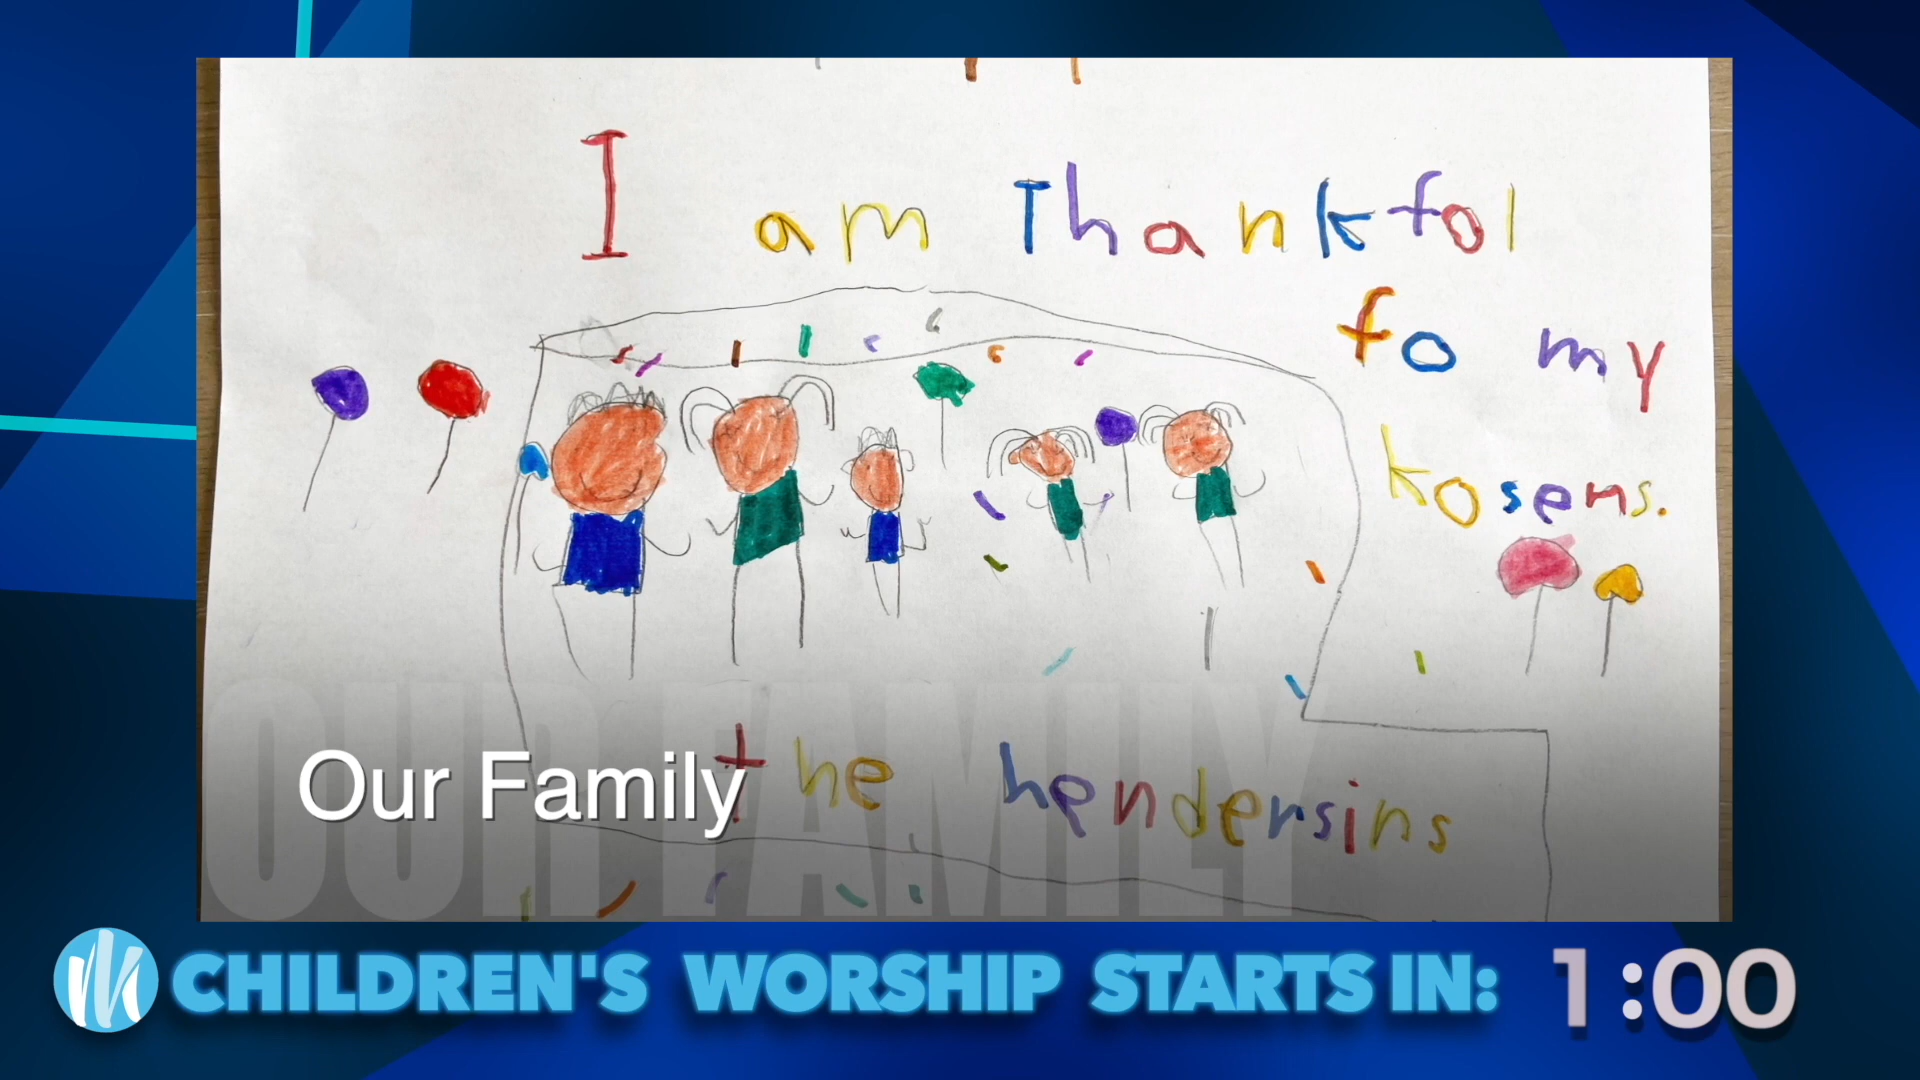 I am Thankfol
fo my
kosens.
the hendersins
Our Family
OUR FAMILY
CHILDREN'S WORSHIP STARTS IN: 1:00